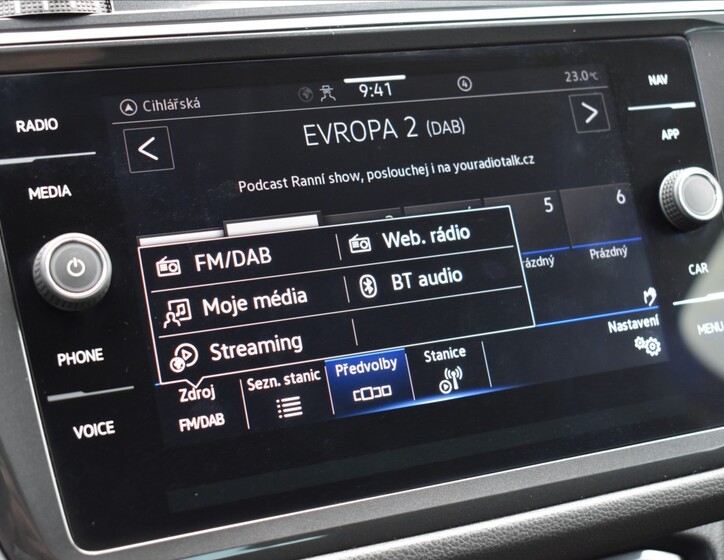 RADIO
MEDIA
PHONE
VOICE
NAV
APP
CAR
MENU
Cihlářská
9:41
4
23.0°C
EVROPA 2 (DAB)
Podcast Ranní show, poslouchej i na youradiotalk.cz
5
6
Prázdný
FM/DAB
Web. rádio
Moje média
BT audio
Streaming
Nastavení
Zdroj
FM/DAB
Sezn. stanic
Předvolby
Stanice